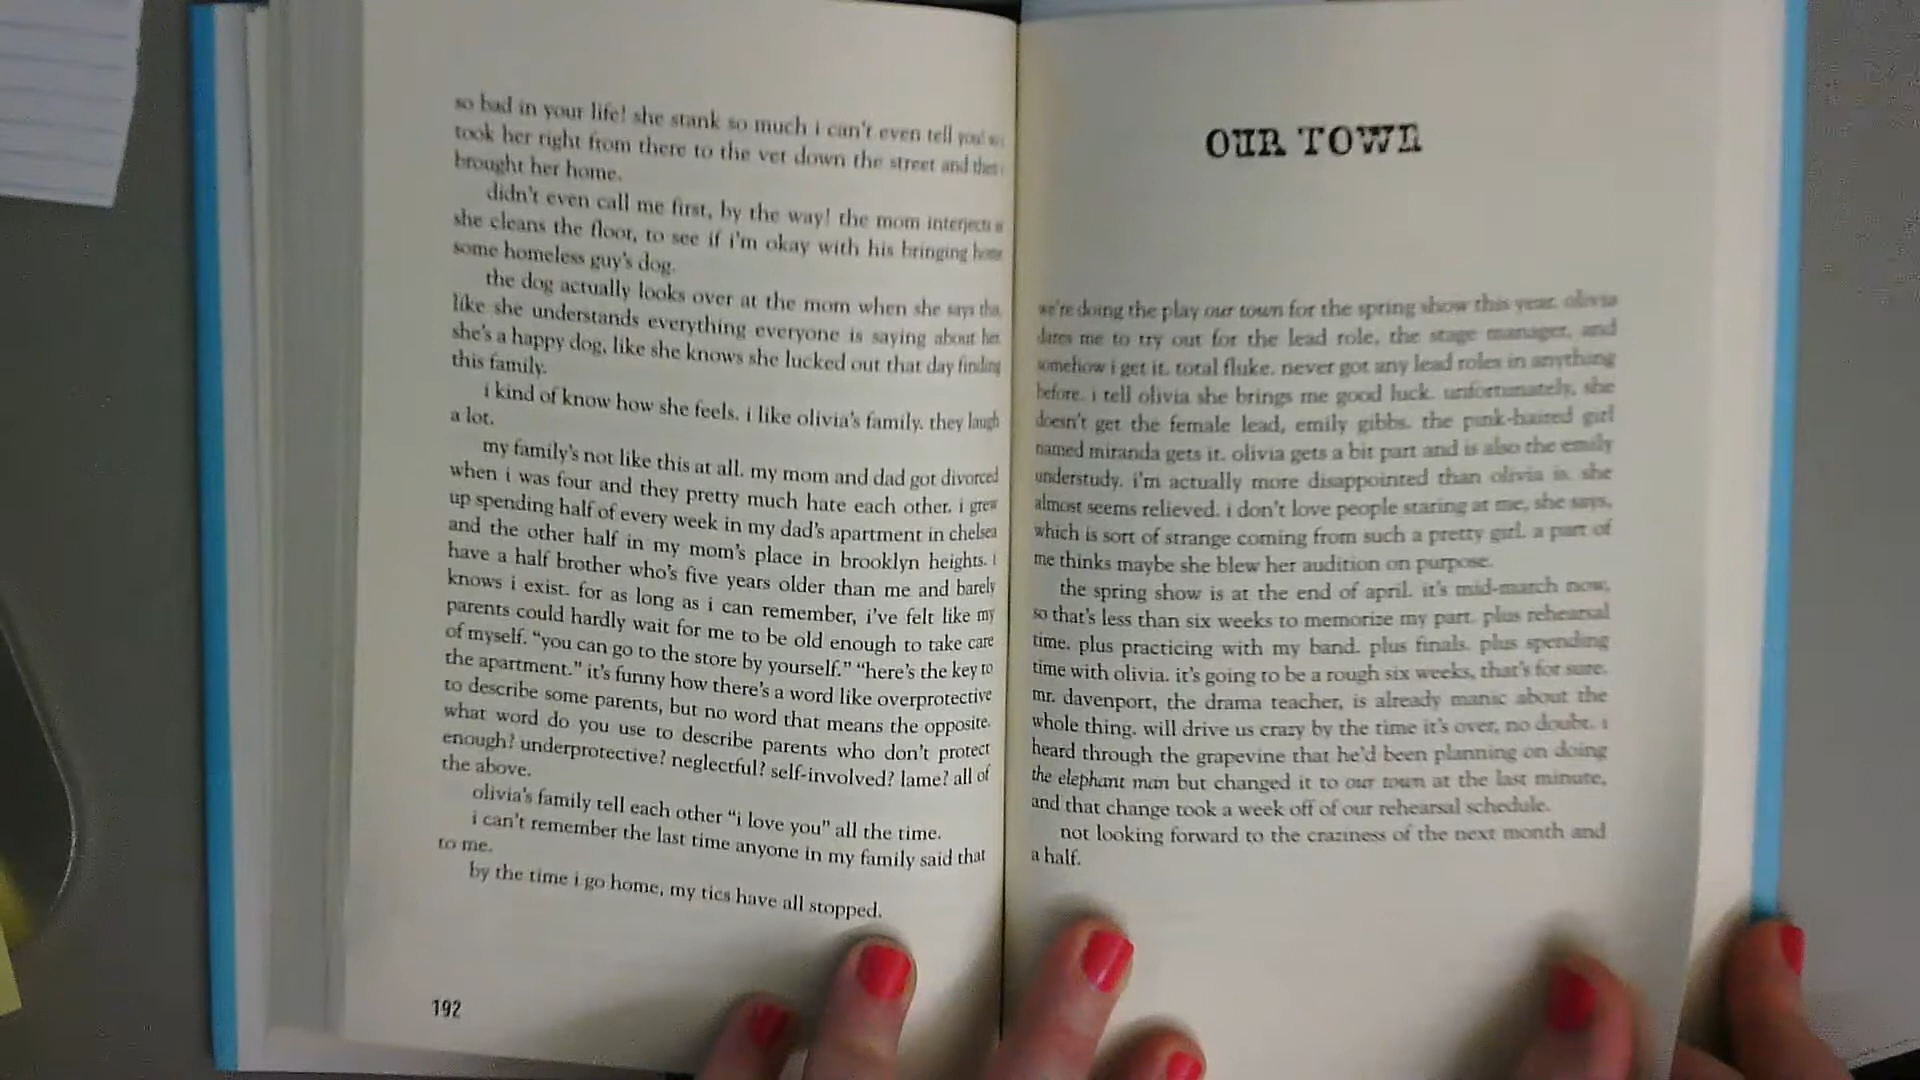 so bad in your life! she stank so much i can't even tell you! so
took her right from there to the vet down the street and then
brought her home.
didn't even call me first, by the way! the mom interjects as
she cleans the floor, to see if i'm okay with his bringing home
some homeless guy's dog.
the dog actually looks over at the mom when she says this,
like she understands everything everyone is saying about her.
she's a happy dog, like she knows she lucked out that day finding
this family.
i kind of know how she feels. i like olivia's family. they laugh
a lot.
my family's not like this at all. my mom and dad got divorced
when i was four and they pretty much hate each other. i grew
up spending half of every week in my dad's apartment in chelsea
and the other half in my mom's place in brooklyn heights. i
have a half brother who's five years older than me and barely
knows i exist. for as long as i can remember, i've felt like my
parents could hardly wait for me to be old enough to take care
of myself. “you can go to the store by yourself.” “here's the key to
the apartment.” it's funny how there's a word like overprotective
to describe some parents, but no word that means the opposite.
what word do you use to describe parents who don't protect
enough? underprotective? neglectful? self-involved? lame? all of
the above.
olivia's family tell each other “i love you” all the time.
i can't remember the last time anyone in my family said that
to me.
by the time i go home, my tics have all stopped.
192
OUR TOWN
we're doing the play our town for the spring show this year. olivia
dares me to try out for the lead role, the stage manager, and
somehow i get it. total fluke. never got any lead roles in anything
before. i tell olivia she brings me good luck. unfortunately, she
doesn't get the female lead, emily gibbs. the pink-haired girl
named miranda gets it. olivia gets a bit part and is also the emily
understudy. i'm actually more disappointed than olivia is. she
almost seems relieved. i don't love people staring at me, she says,
which is sort of strange coming from such a pretty girl. a part of
me thinks maybe she blew her audition on purpose.
the spring show is at the end of april. it's mid-march now,
so that's less than six weeks to memorize my part. plus rehearsal
time. plus practicing with my band. plus finals. plus spending
time with olivia. it's going to be a rough six weeks, that's for sure.
mr. davenport, the drama teacher, is already manic about the
whole thing. will drive us crazy by the time it's over, no doubt. i
heard through the grapevine that he'd been planning on doing
the elephant man but changed it to our town at the last minute,
and that change took a week off of our rehearsal schedule.
not looking forward to the craziness of the next month and
a half.